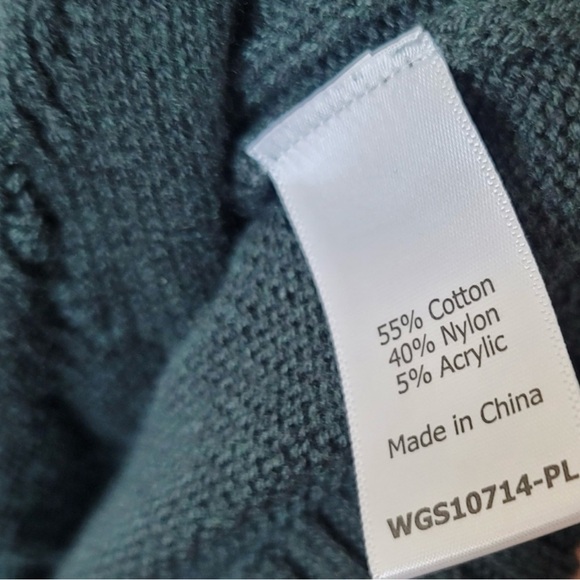 55% Cotton
40% Nylon
5% Acrylic
Made in China
WGS10714-PL